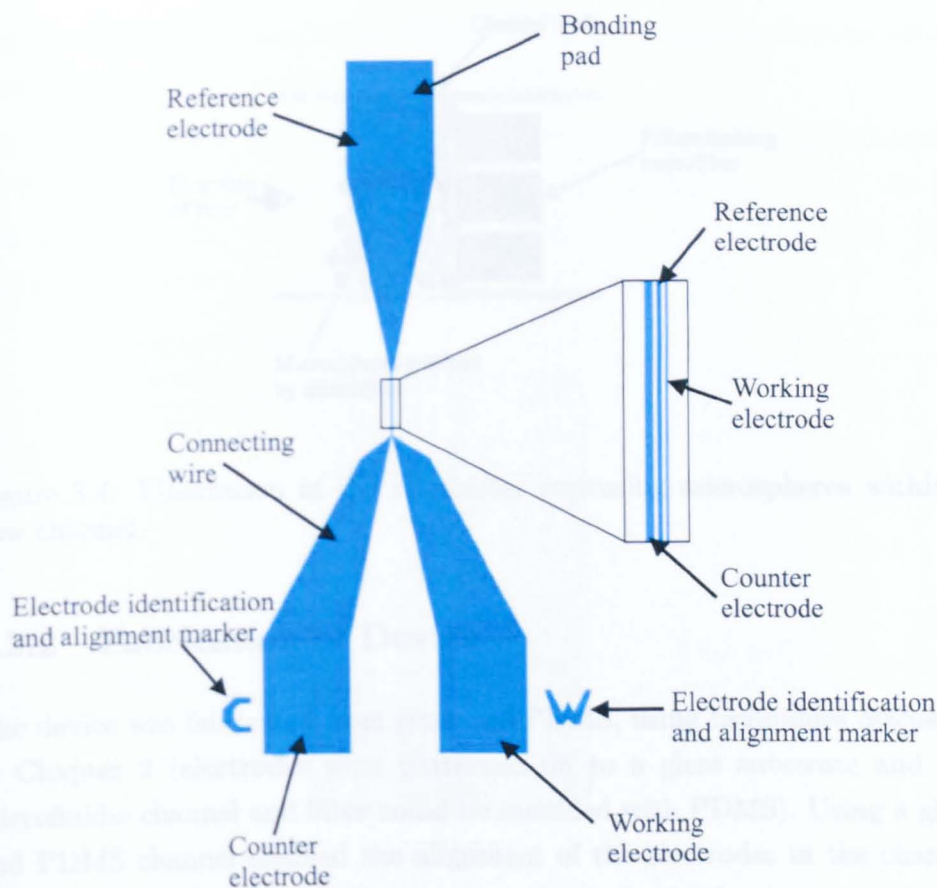 Bonding
pad
Reference
electrode
Reference
electrode
Working
electrode
Connecting
wire
Counter
electrode
Electrode identification
and alignment marker
C
W
Electrode identification
and alignment marker
Working
electrode
Counter
electrode